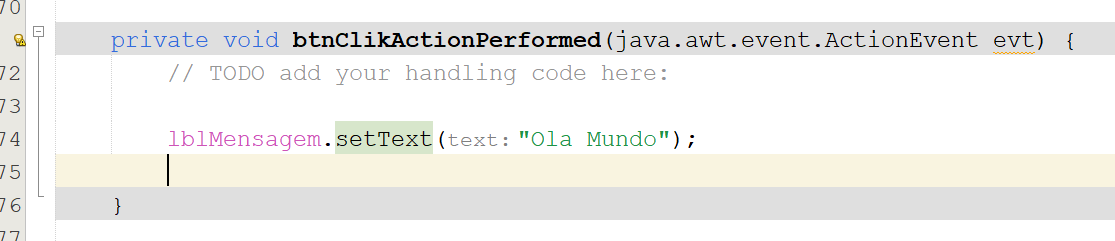 70
private void btnClikActionPerformed(java.awt.event.ActionEvent evt) {
72 // TODO add your handling code here:
73
74 lblMensagem.setText(text: "Ola Mundo");
75
76 }
77